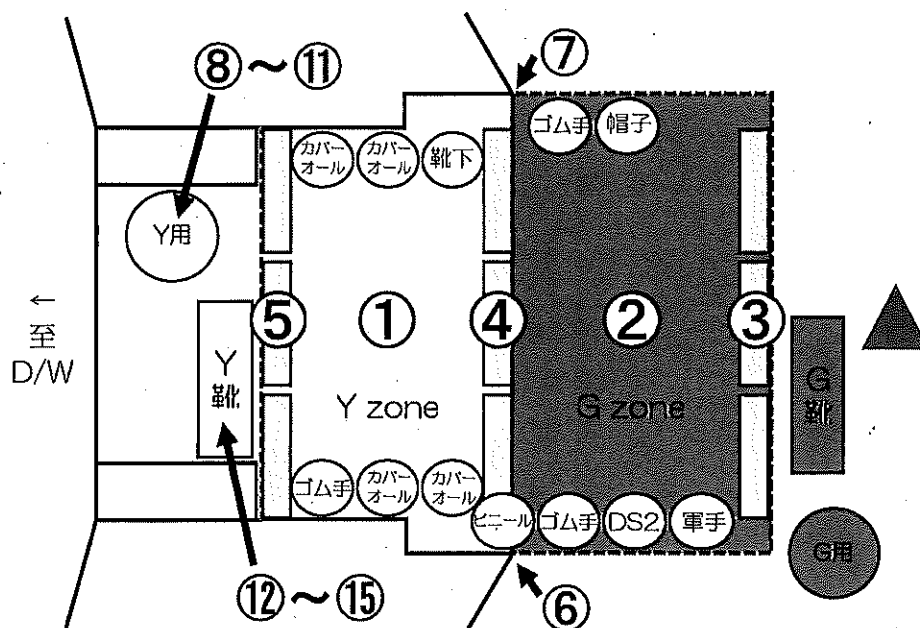 ⑧～⑪
⑦
ゴム手
帽子
カバー
オール
カバー
オール
靴下
Y用
←
至
D/W
⑤
①
④
②
③
Y
靴
G
靴
Y zone
G zone
ゴム手
カバー
オール
カバー
オール
ビニール
ゴム手
DS2
軍手
G用
⑫～⑮
⑥